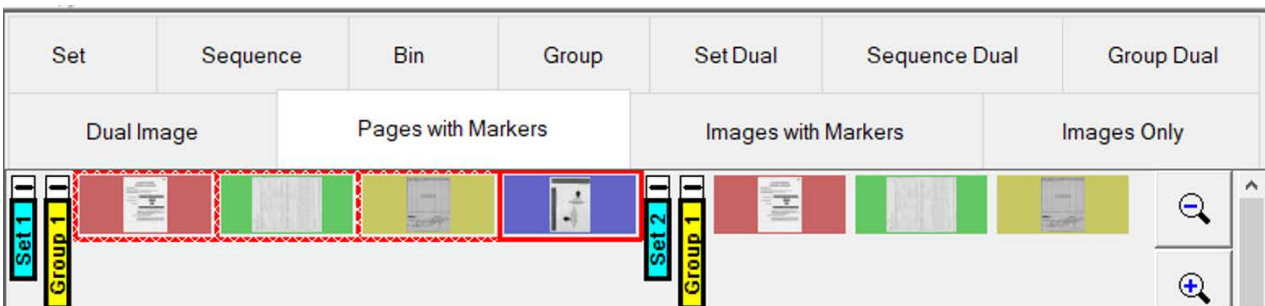 Set Sequence Bin Group Set Dual Sequence Dual Group Dual
Dual Image Pages with Markers Images with Markers Images Only
Set 1
Group 1
Set 2
Group 1